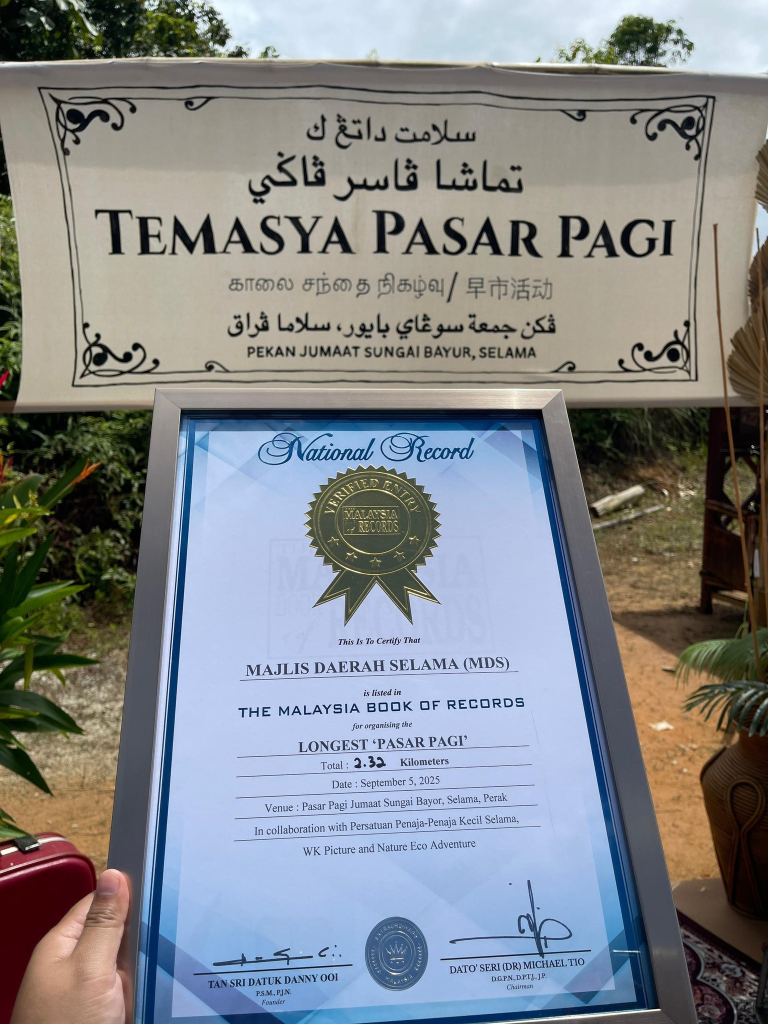 سلامت داتڠ ك
تماشا ڤاسر ڤاݢي
TEMASYA PASAR PAGI
காலை சந்தை நிகழ்வு/ 早市活动
ڤكن جمعة سوڠاي بايور، سلاما ڤراق
PEKAN JUMAAT SUNGAI BAYUR, SELAMA
National Record
VERIFIED ENTRY
MALAYSIA
RECORDS
This Is To Certify That
MAJLIS DAERAH SELAMA (MDS)
is listed in
THE MALAYSIA BOOK OF RECORDS
for organising the
LONGEST ‘PASAR PAGI’
Total : 2.32 Kilometers
Date : September 5, 2025
Venue : Pasar Pagi Jumaat Sungai Bayor, Selama, Perak
In collaboration with Persatuan Penaja-Penaja Kecil Selama,
WK Picture and Nature Eco Adventure
TAN SRI DATUK DANNY OOI
P.S.M., P.J.N.
Founder
DATO' SERI (DR) MICHAEL TIO
D.G.P.N., D.P.T.J., J.P.
Chairman